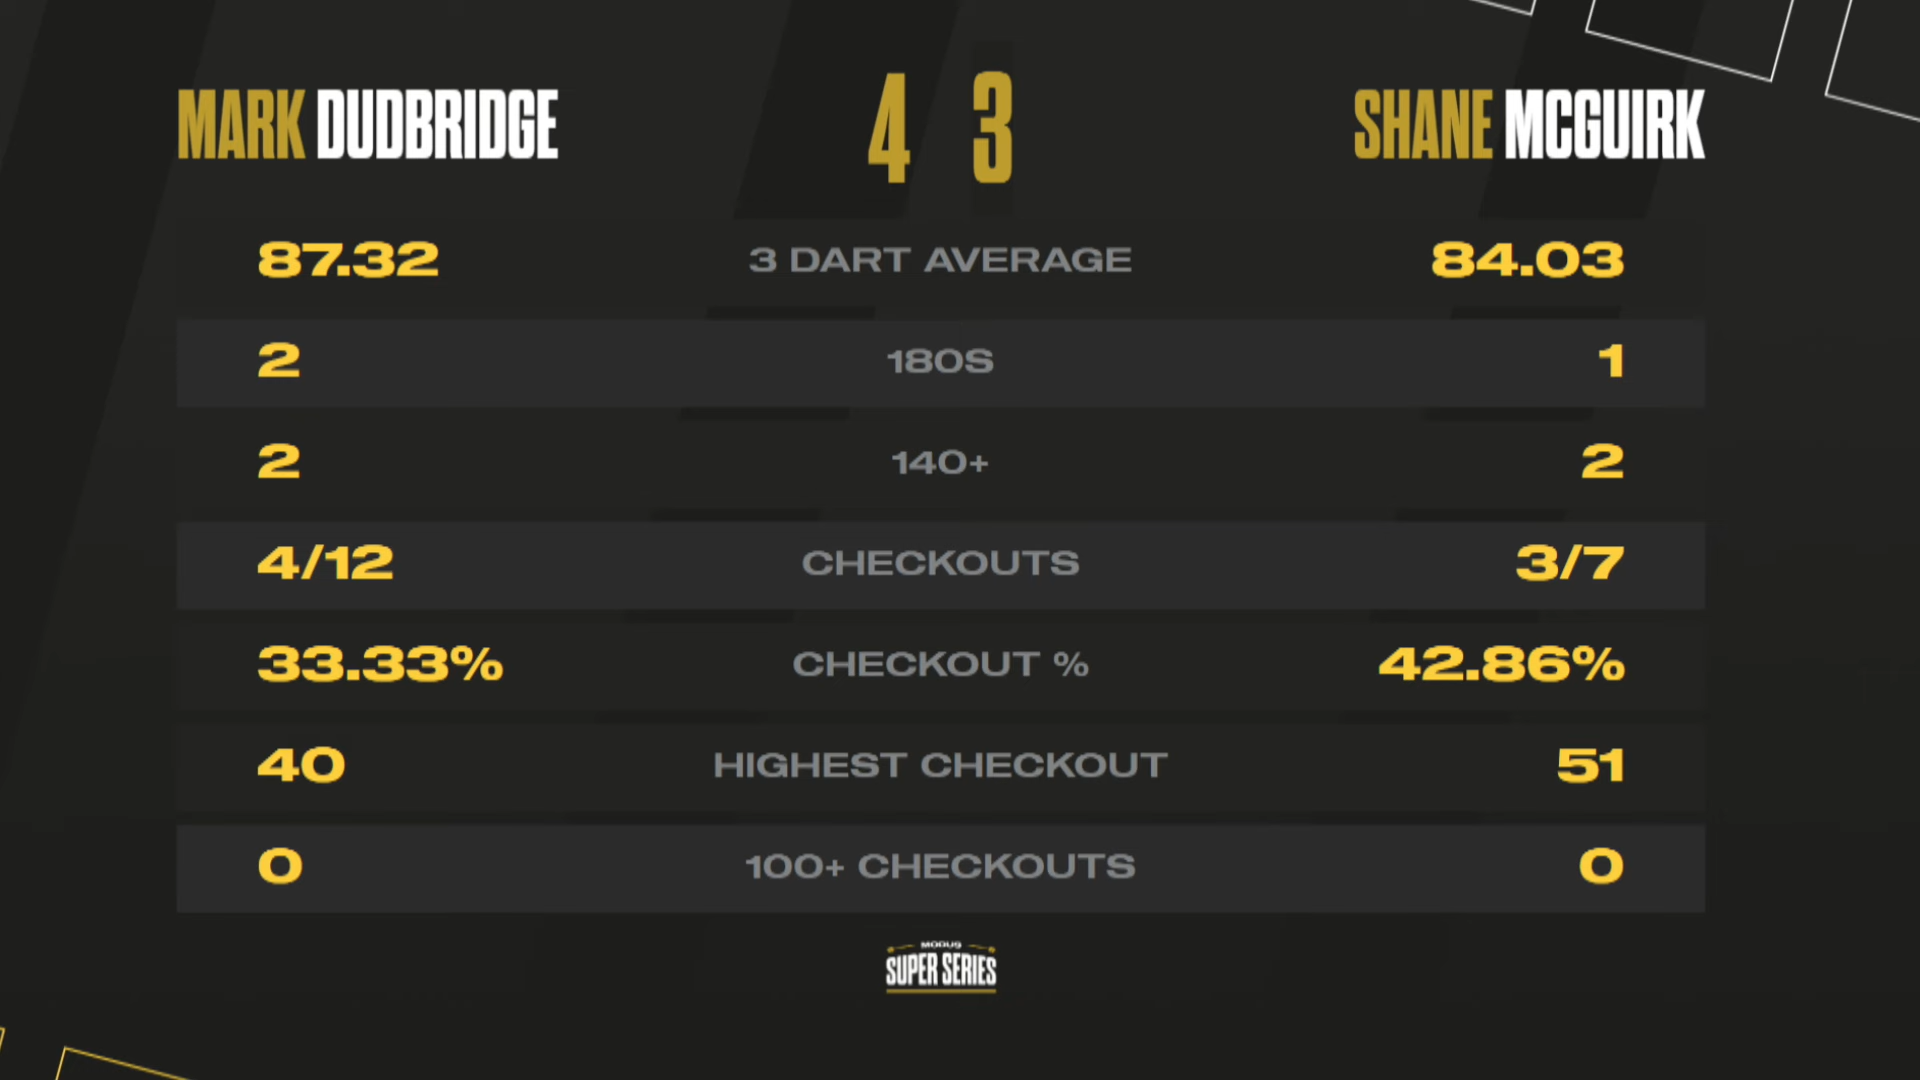 MARK DUDBRIDGE 4 3 SHANE MCGUIRK
87.32 3 DART AVERAGE 84.03
2 180S 1
2 140+ 2
4/12 CHECKOUTS 3/7
33.33% CHECKOUT % 42.86%
40 HIGHEST CHECKOUT 51
0 100+ CHECKOUTS 0
MODUS
SUPER SERIES